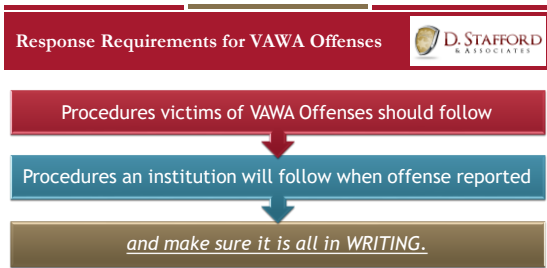 Response Requirements for VAWA Offenses
D. STAFFORD
& ASSOCIATES
Procedures victims of VAWA Offenses should follow
Procedures an institution will follow when offense reported
and make sure it is all in WRITING.